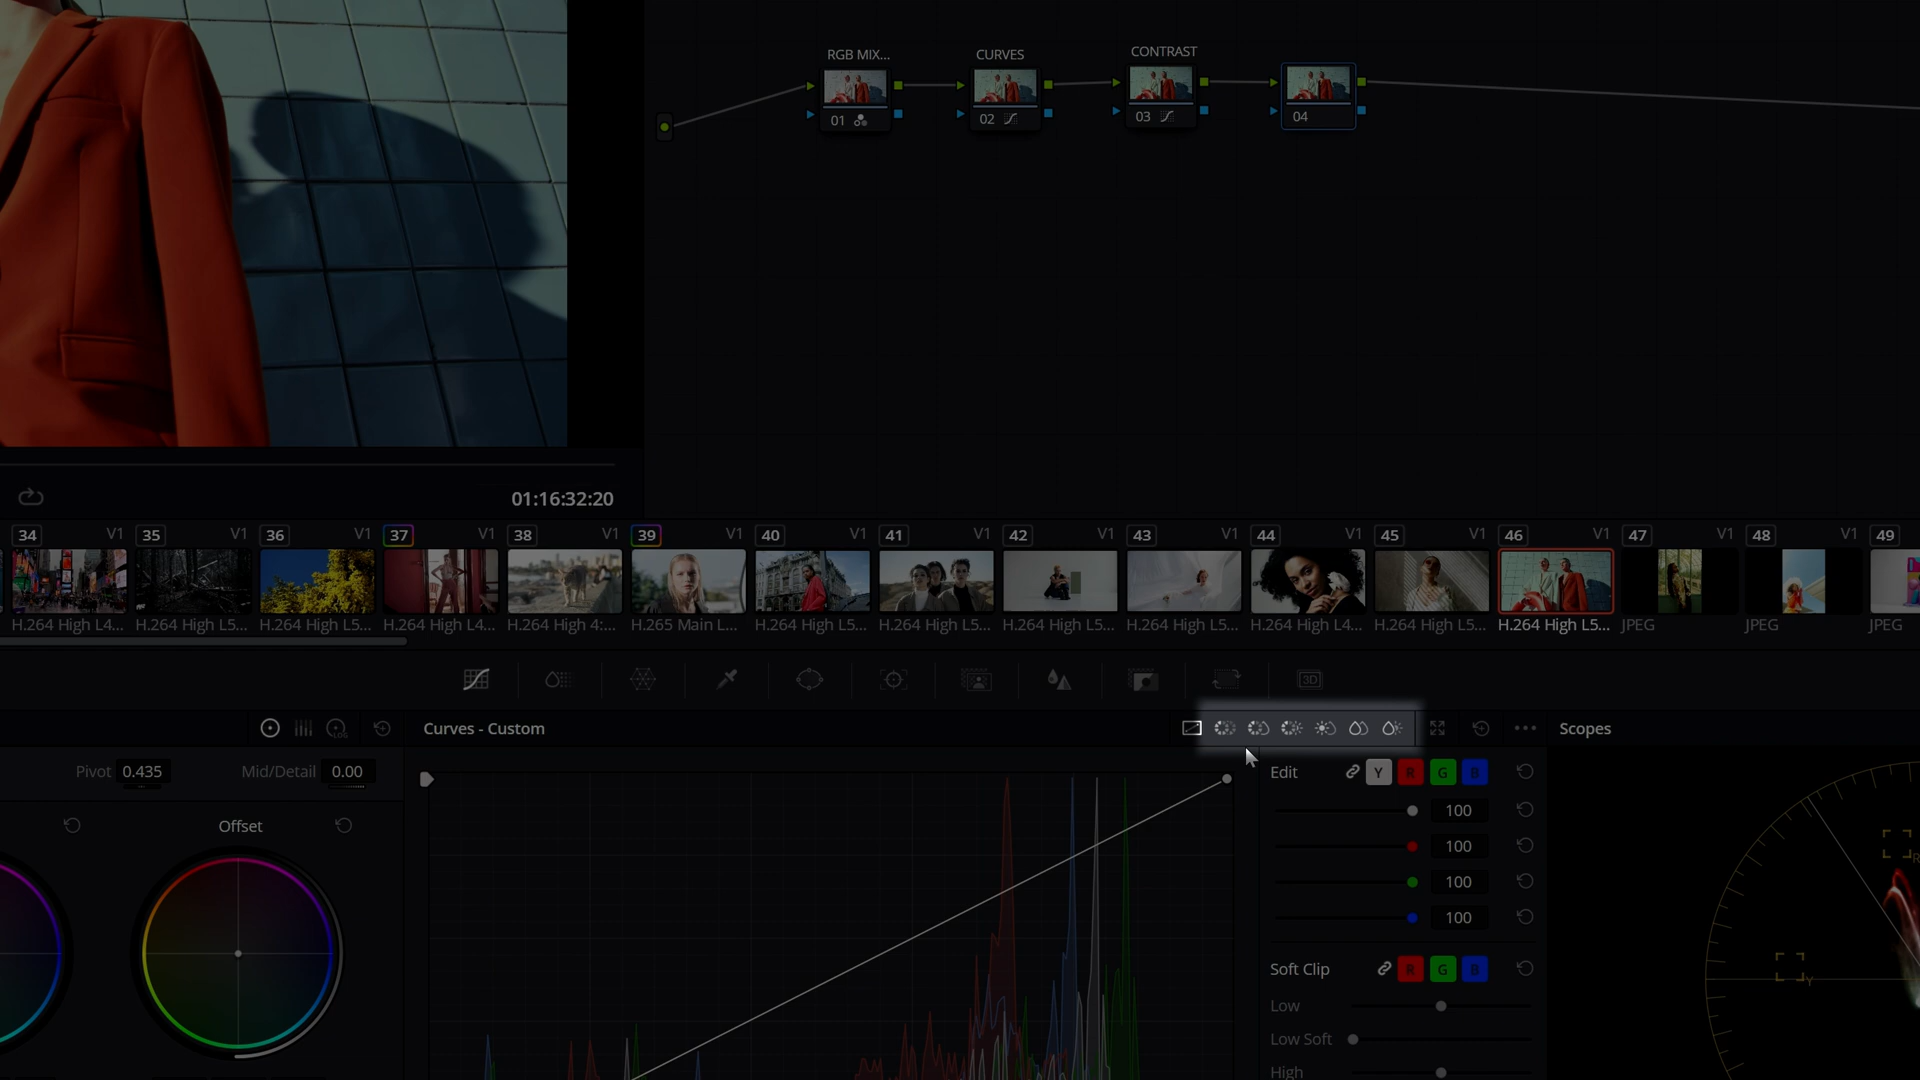 RGB MIX...
CURVES
CONTRAST
01
02
03
04
01:16:32:20
34 V1
35 V1
36 V1
37 V1
38 V1
39 V1
40 V1
41 V1
42 V1
43 V1
44 V1
45 V1
46 V1
47 V1
48 V1
49
H.264 High L4...
H.264 High L5...
H.264 High L5...
H.264 High L4...
H.264 High 4:...
H.265 Main L...
H.264 High L5...
H.264 High L5...
H.264 High L5...
H.264 High L5...
H.264 High L4...
H.264 High L5...
H.264 High L5...
JPEG
JPEG
JPEG
3D
LOG
Curves - Custom
Scopes
Pivot 0.435
Mid/Detail 0.00
Offset
Edit Y R G B
100
100
100
100
Soft Clip R G B
Low
Low Soft
High
R
Y